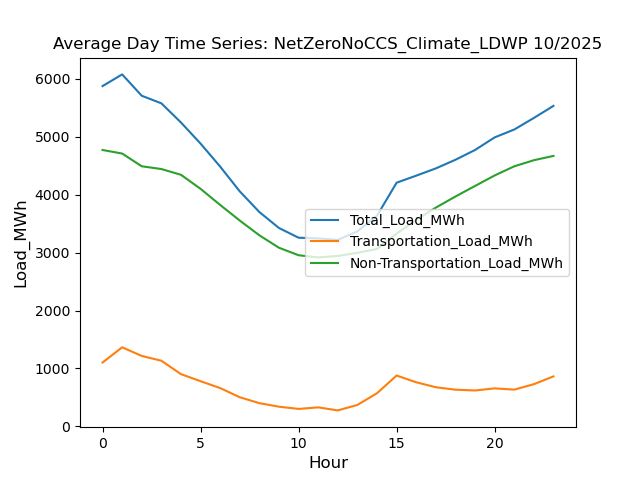 Average Day Time Series: NetZeroNoCCS_Climate_LDWP 10/2025
Load_MWh
6000
5000
4000
3000
2000
1000
0
Total_Load_MWh
Transportation_Load_MWh
Non-Transportation_Load_MWh
0 5 10 15 20
Hour